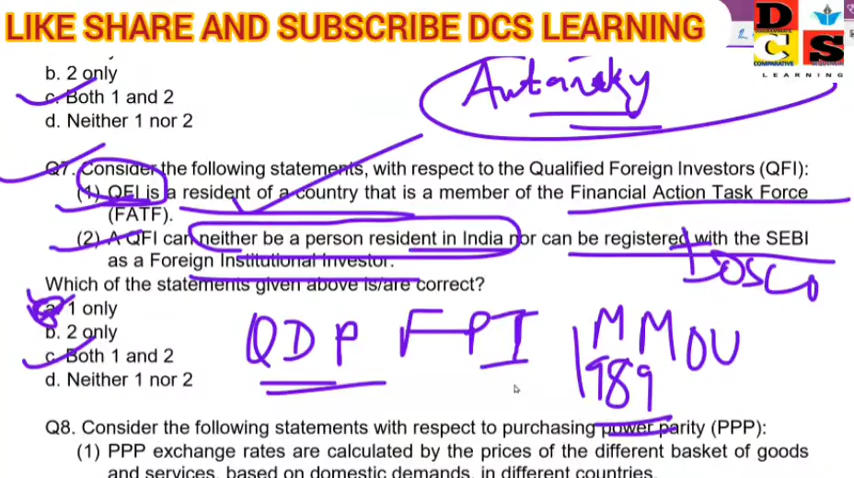 LIKE SHARE AND SUBSCRIBE DCS LEARNING
D
C
S
COMPARATIVE
LEARNING
b. 2 only
c. Both 1 and 2
d. Neither 1 nor 2
Q7. Consider the following statements, with respect to the Qualified Foreign Investors (QFI):
(1) QFI is a resident of a country that is a member of the Financial Action Task Force
(FATF).
(2) A QFI can neither be a person resident in India nor can be registered with the SEBI
as a Foreign Institutional Investor.
Which of the statements given above is/are correct?
a. 1 only
b. 2 only
c. Both 1 and 2
d. Neither 1 nor 2
QDP FPI MMOU
1989
Q8. Consider the following statements with respect to purchasing power parity (PPP):
(1) PPP exchange rates are calculated by the prices of the different basket of goods
and services, based on domestic demands, in different countries.